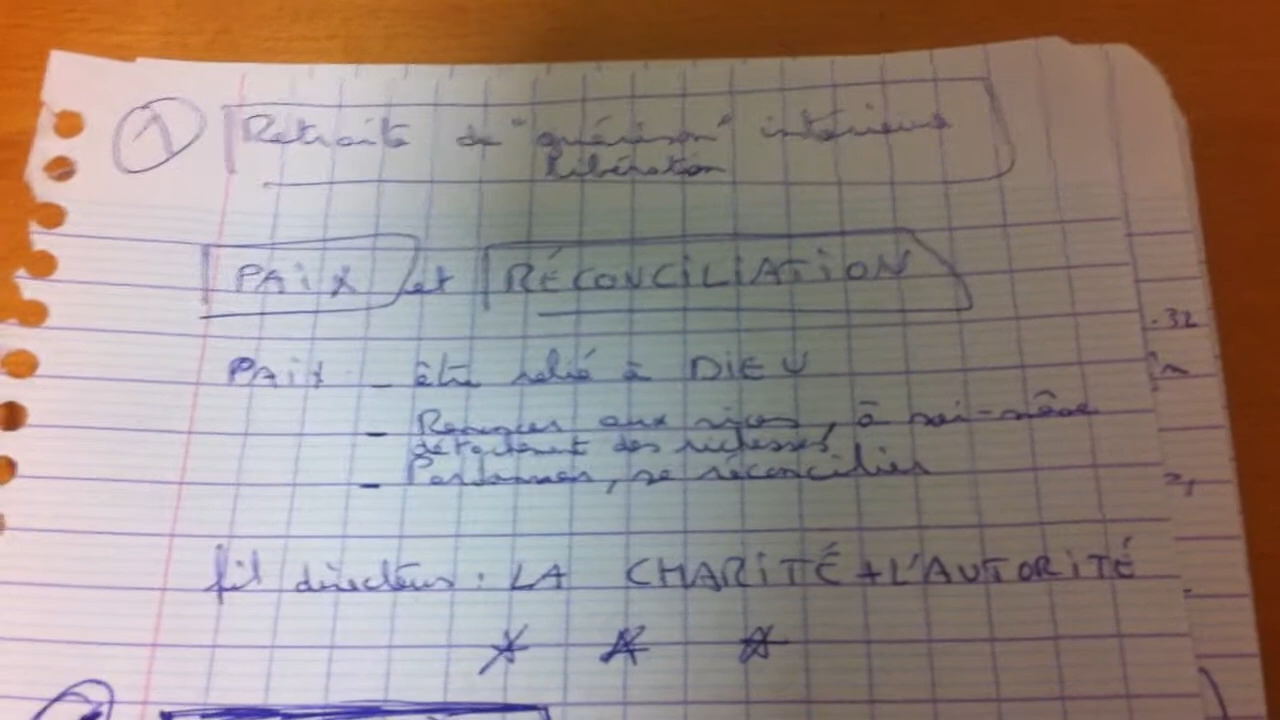 1 Retraite de "guérison" intérieure
libération
PAiX et RÉCONCiLiATiON
PAiX - être relié à DIEU
- Renoncer aux vices, à soi-même
détachement des richesses
- Pardonner, se réconcilier
fil directeur : LA CHARiTÉ + L'AUTORiTÉ
.32